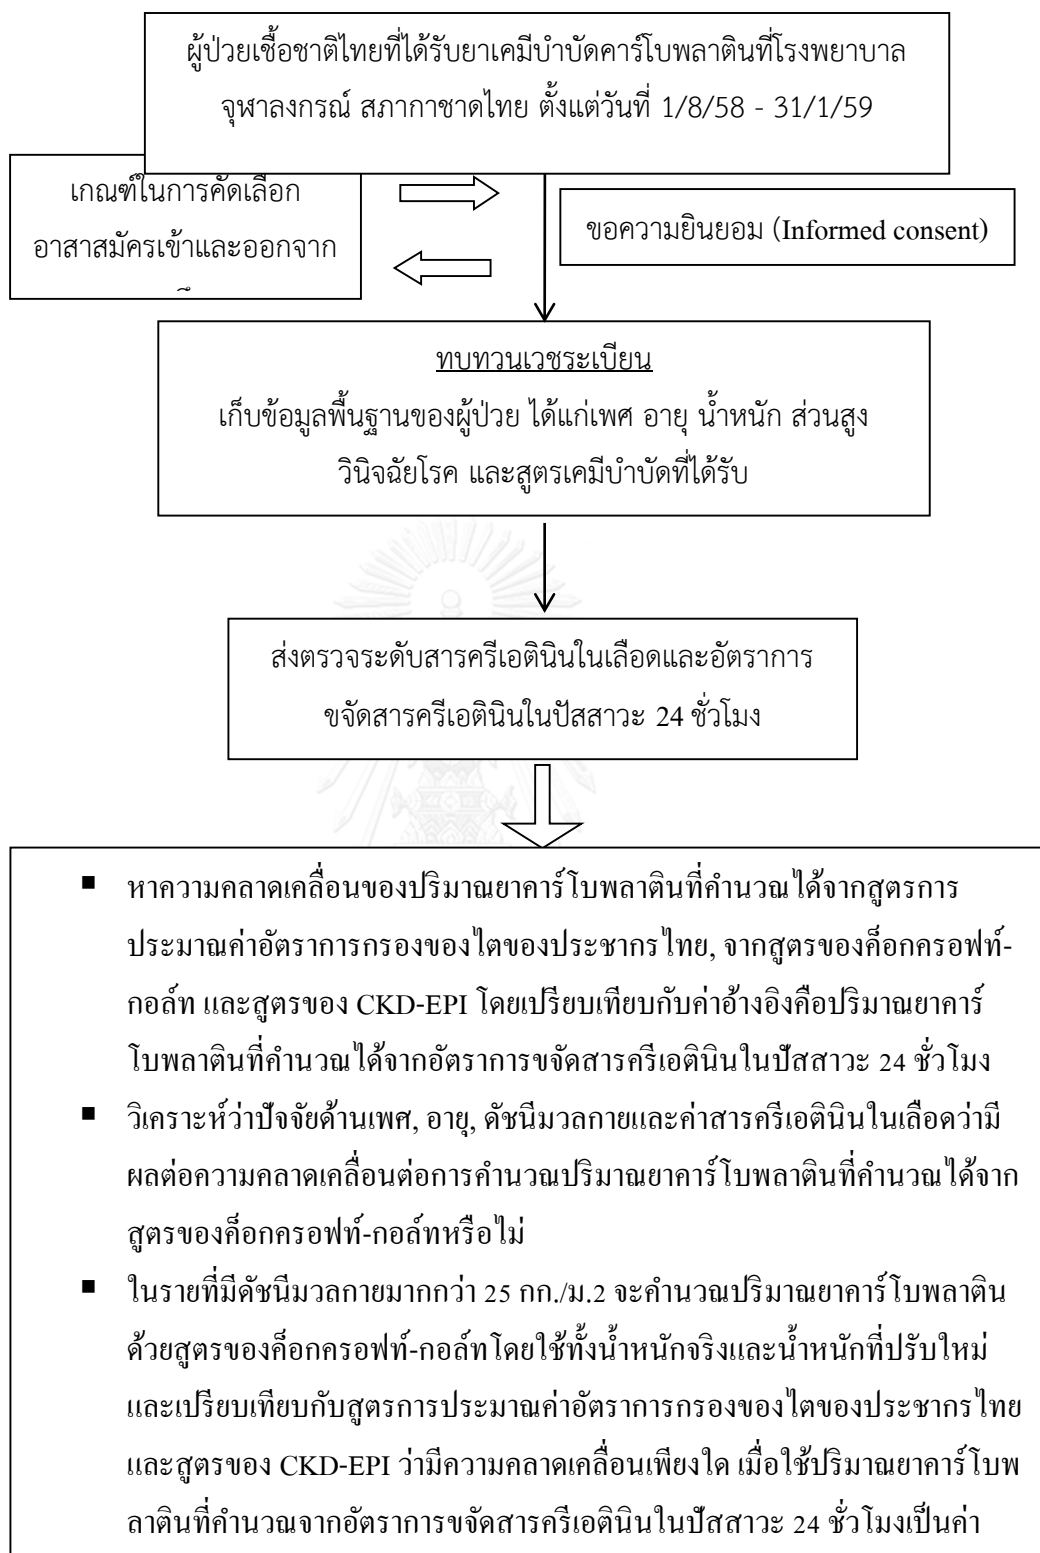 ผู้ป่วยเชื้อชาติไทยที่ได้รับยาเคมีบำบัดคาร์โบพลาตินที่โรงพยาบาล
จุฬาลงกรณ์ สภากาชาดไทย ตั้งแต่วันที่ 1/8/58 - 31/1/59
เกณฑ์ในการคัดเลือก
อาสาสมัครเข้าและออกจาก
ขอความยินยอม (Informed consent)
ทบทวนเวชระเบียน
เก็บข้อมูลพื้นฐานของผู้ป่วย ได้แก่เพศ อายุ น้ำหนัก ส่วนสูง
วินิจฉัยโรค และสูตรเคมีบำบัดที่ได้รับ
ส่งตรวจระดับสารครีเอตินินในเลือดและอัตราการ
ขจัดสารครีเอตินินในปัสสาวะ 24 ชั่วโมง
▪ หาความคลาดเคลื่อนของปริมาณยาคาร์โบพลาตินที่คำนวณได้จากสูตรการ
ประมาณค่าอัตราการกรองของไตของประชากรไทย, จากสูตรของค็อกครอฟท์-
กอล์ท และสูตรของ CKD-EPI โดยเปรียบเทียบกับค่าอ้างอิงคือปริมาณยาคาร์
โบพลาตินที่คำนวณได้จากอัตราการขจัดสารครีเอตินินในปัสสาวะ 24 ชั่วโมง
▪ วิเคราะห์ว่าปัจจัยด้านเพศ, อายุ, ดัชนีมวลกายและค่าสารครีเอตินินในเลือดว่ามี
ผลต่อความคลาดเคลื่อนต่อการคำนวณปริมาณยาคาร์โบพลาตินที่คำนวณได้จาก
สูตรของค็อกครอฟท์-กอล์ทหรือไม่
▪ ในรายที่มีดัชนีมวลกายมากกว่า 25 กก./ม.2 จะคำนวณปริมาณยาคาร์โบพลาติน
ด้วยสูตรของค็อกครอฟท์-กอล์ทโดยใช้ทั้งน้ำหนักจริงและน้ำหนักที่ปรับใหม่
และเปรียบเทียบกับสูตรการประมาณค่าอัตราการกรองของไตของประชากรไทย
และสูตรของ CKD-EPI ว่ามีความคลาดเคลื่อนเพียงใด เมื่อใช้ปริมาณยาคาร์โบพ
ลาตินที่คำนวณจากอัตราการขจัดสารครีเอตินินในปัสสาวะ 24 ชั่วโมงเป็นค่า